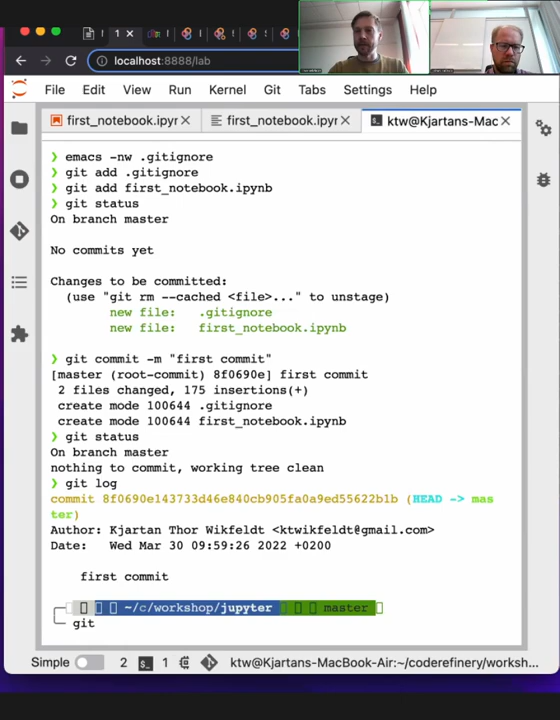 1
localhost:8888/lab
File Edit View Run Kernel Git Tabs Settings Help
first_notebook.ipynr first_notebook.ipynr ktw@Kjartans-Mac
❯ emacs -nw .gitignore
❯ git add .gitignore
❯ git add first_notebook.ipynb
❯ git status
On branch master
No commits yet
Changes to be committed:
(use "git rm --cached <file>..." to unstage)
new file: .gitignore
new file: first_notebook.ipynb
❯ git commit -m "first commit"
[master (root-commit) 8f0690e] first commit
2 files changed, 175 insertions(+)
create mode 100644 .gitignore
create mode 100644 first_notebook.ipynb
❯ git status
On branch master
nothing to commit, working tree clean
❯ git log
commit 8f0690e143733d46e840cb905fa0a9ed55622b1b (HEAD -> mas
ter)
Author: Kjartan Thor Wikfeldt <ktwikfeldt@gmail.com>
Date: Wed Mar 30 09:59:26 2022 +0200
first commit
~/c/workshop/jupyter master
git
Simple 2 1 ktw@Kjartans-MacBook-Air:~/coderefinery/worksh...